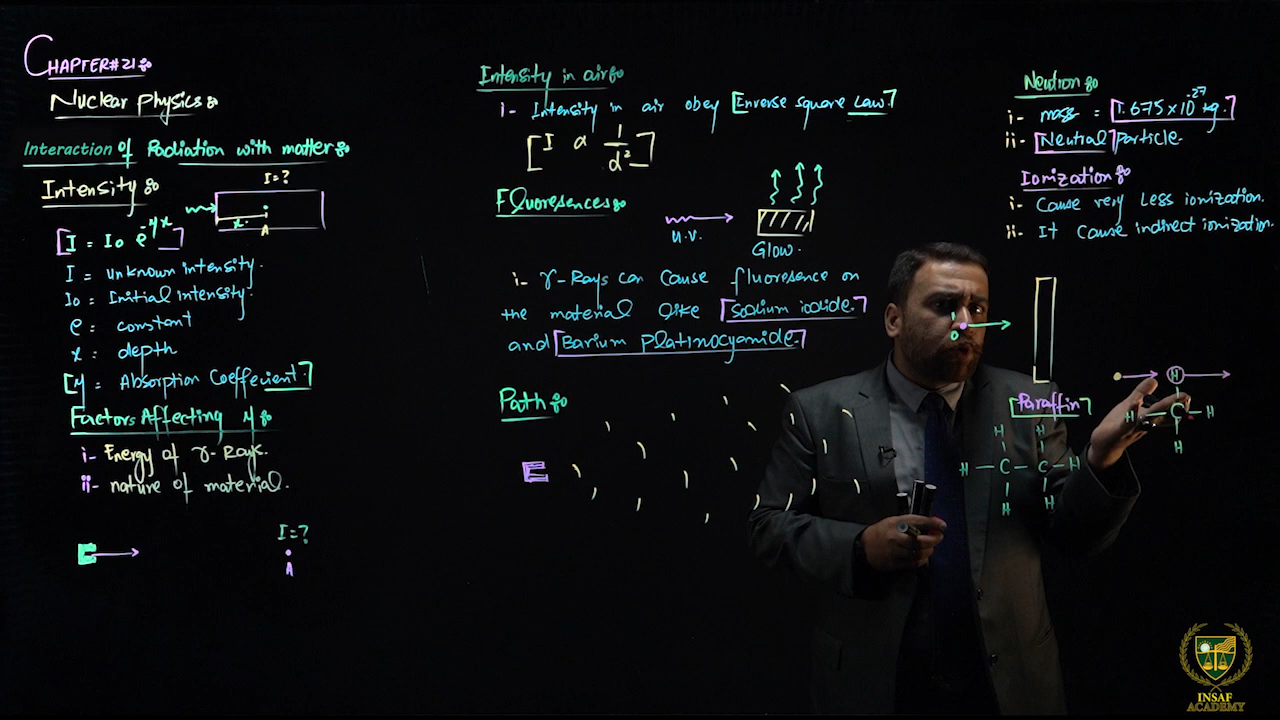 CHAPTER#21
Nuclear Physics
Interaction Of Radiation with matter
Intensity
I=?
x
A
[I = Io e^-μx]
I = unknown intensity.
Io = Initial intensity.
e = constant
x = depth
[μ = Absorption Coeffecient.]
Factors Affecting μ
i- Energy of γ-Rays.
ii- nature of material.
I=?
A
Intensity in air
i- Intensity in air obey [Inverse square Law.]
[I α 1/d²]
Fluoresences
U.V.
Glow.
i- γ-Rays can cause fluoresence on
the material like [Sodium iodide.]
and [Barium platinocyanide.]
Path
Neutron
i- mass = [1.675×10^-27 kg.]
ii- [Neutral] particle.
Ionization
i- Cause very Less ionization.
ii- It cause indirect ionization.
1
0
[Paraffin]
H H
H - C - C - H
H H
H
H - C - H
H
INSAF
ACADEMY